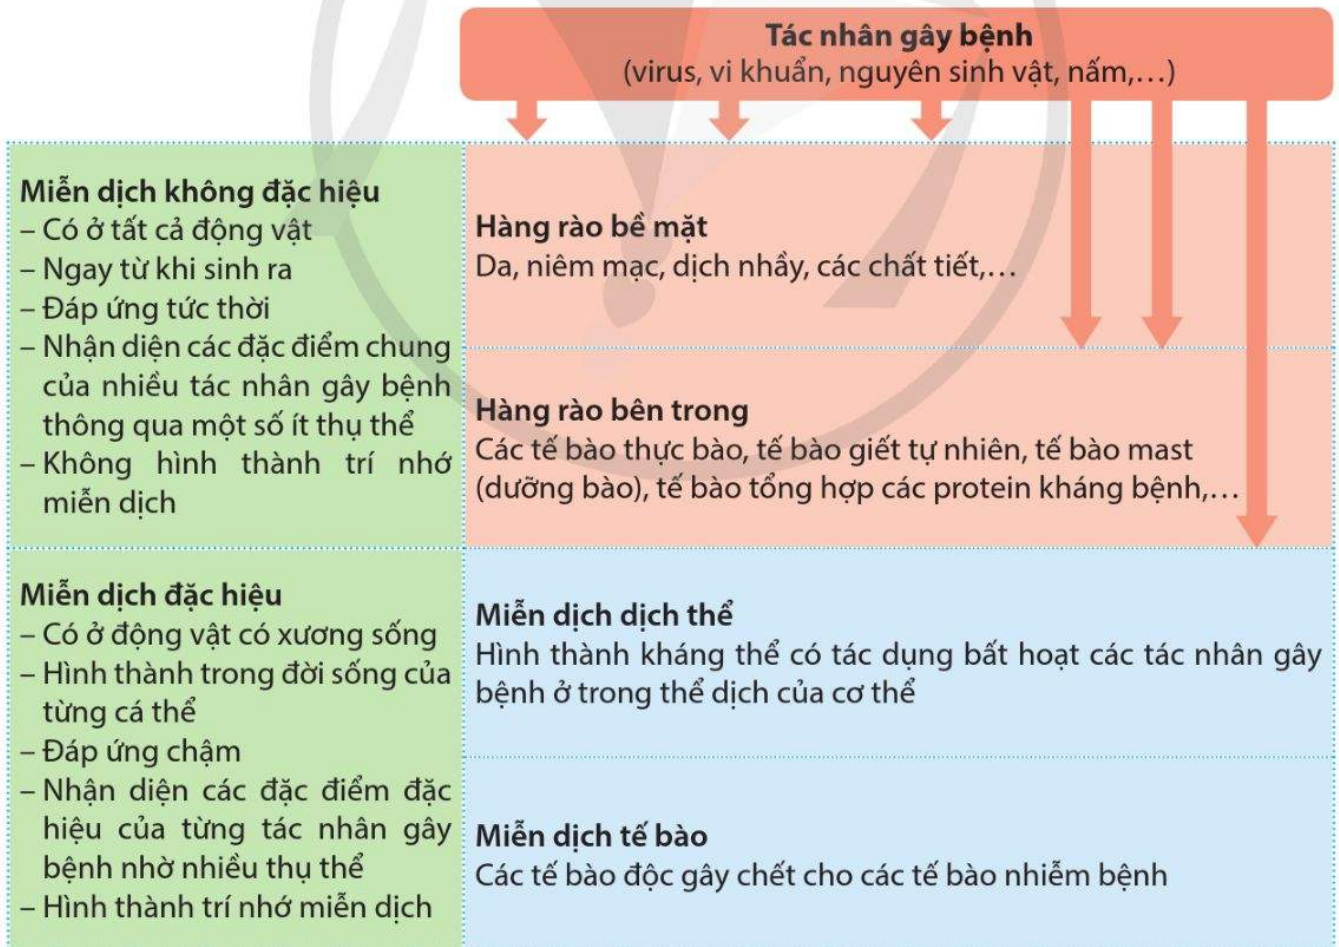 Tác nhân gây bệnh
(virus, vi khuẩn, nguyên sinh vật, nấm,…)
Miễn dịch không đặc hiệu
– Có ở tất cả động vật
– Ngay từ khi sinh ra
– Đáp ứng tức thời
– Nhận diện các đặc điểm chung
của nhiều tác nhân gây bệnh
thông qua một số ít thụ thể
– Không hình thành trí nhớ
miễn dịch
Hàng rào bề mặt
Da, niêm mạc, dịch nhầy, các chất tiết,…
Hàng rào bên trong
Các tế bào thực bào, tế bào giết tự nhiên, tế bào mast
(dưỡng bào), tế bào tổng hợp các protein kháng bệnh,…
Miễn dịch đặc hiệu
– Có ở động vật có xương sống
– Hình thành trong đời sống của
từng cá thể
– Đáp ứng chậm
– Nhận diện các đặc điểm đặc
hiệu của từng tác nhân gây
bệnh nhờ nhiều thụ thể
– Hình thành trí nhớ miễn dịch
Miễn dịch dịch thể
Hình thành kháng thể có tác dụng bất hoạt các tác nhân gây
bệnh ở trong thể dịch của cơ thể
Miễn dịch tế bào
Các tế bào độc gây chết cho các tế bào nhiễm bệnh